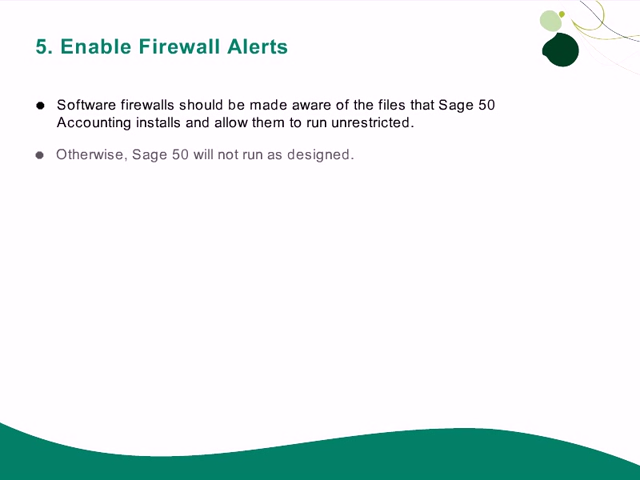 5. Enable Firewall Alerts
● Software firewalls should be made aware of the files that Sage 50
Accounting installs and allow them to run unrestricted.
● Otherwise, Sage 50 will not run as designed.